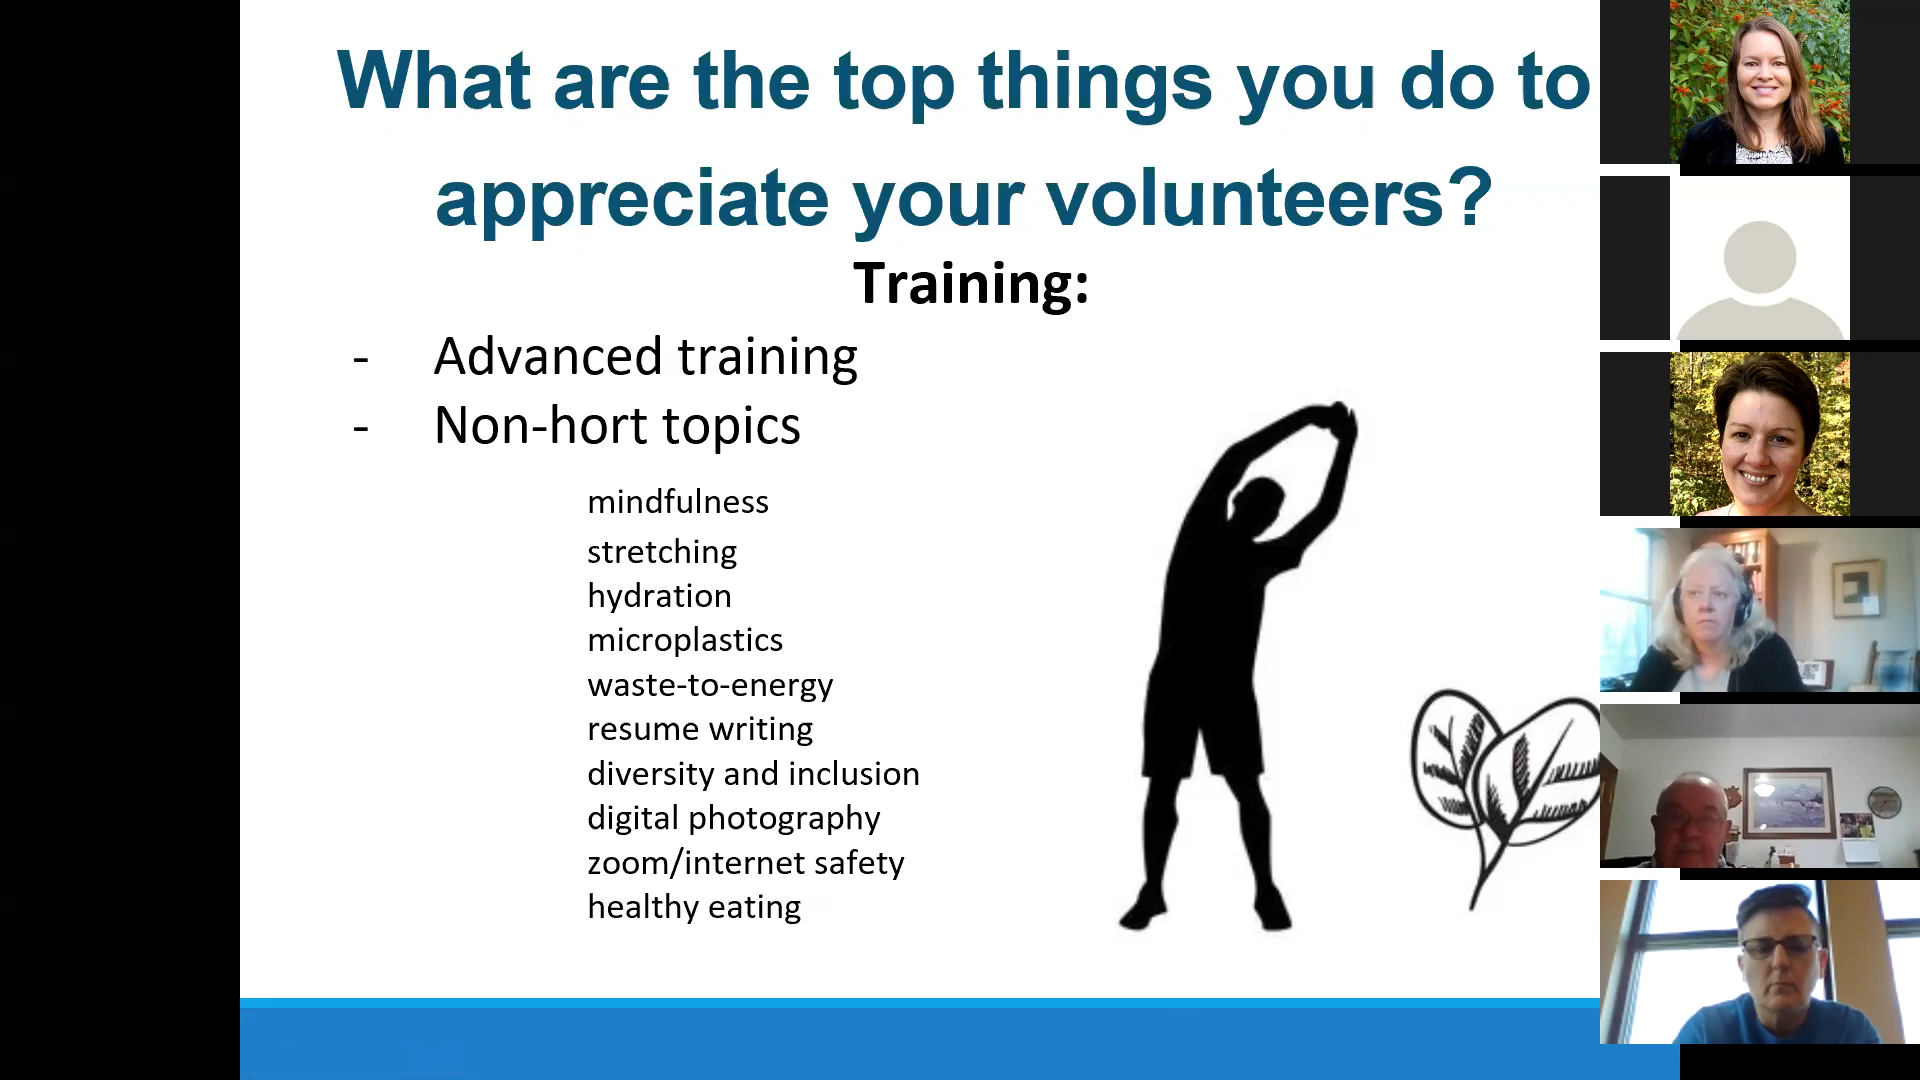 What are the top things you do to
appreciate your volunteers?
Training:
- Advanced training
- Non-hort topics
mindfulness
stretching
hydration
microplastics
waste-to-energy
resume writing
diversity and inclusion
digital photography
zoom/internet safety
healthy eating